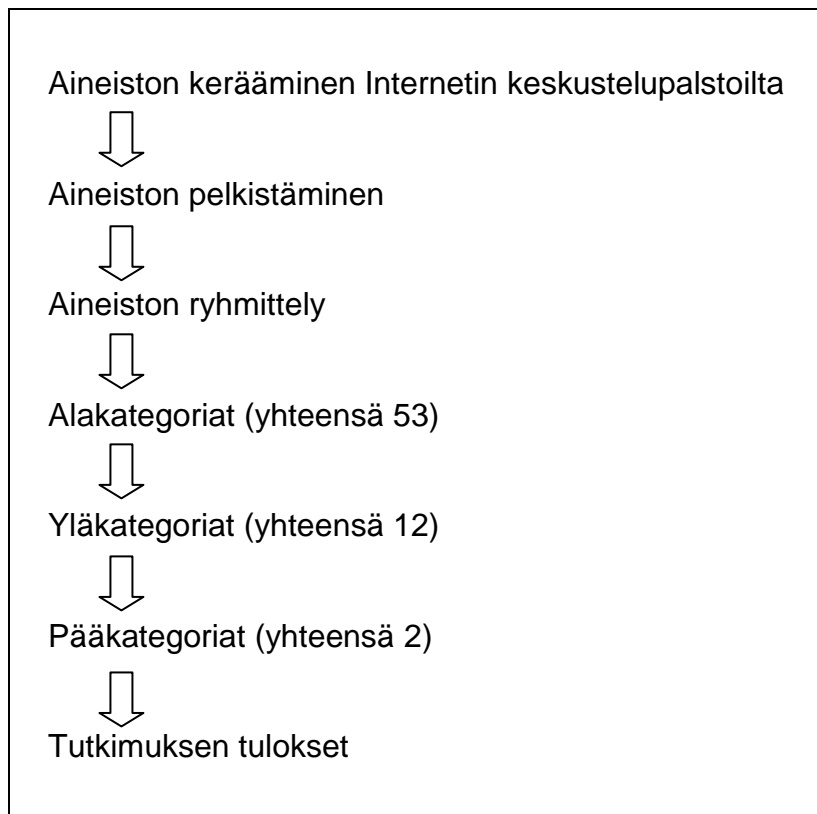 Aineiston kerääminen Internetin keskustelupalstoilta
Aineiston pelkistäminen
Aineiston ryhmittely
Alakategoriat (yhteensä 53)
Yläkategoriat (yhteensä 12)
Pääkategoriat (yhteensä 2)
Tutkimuksen tulokset